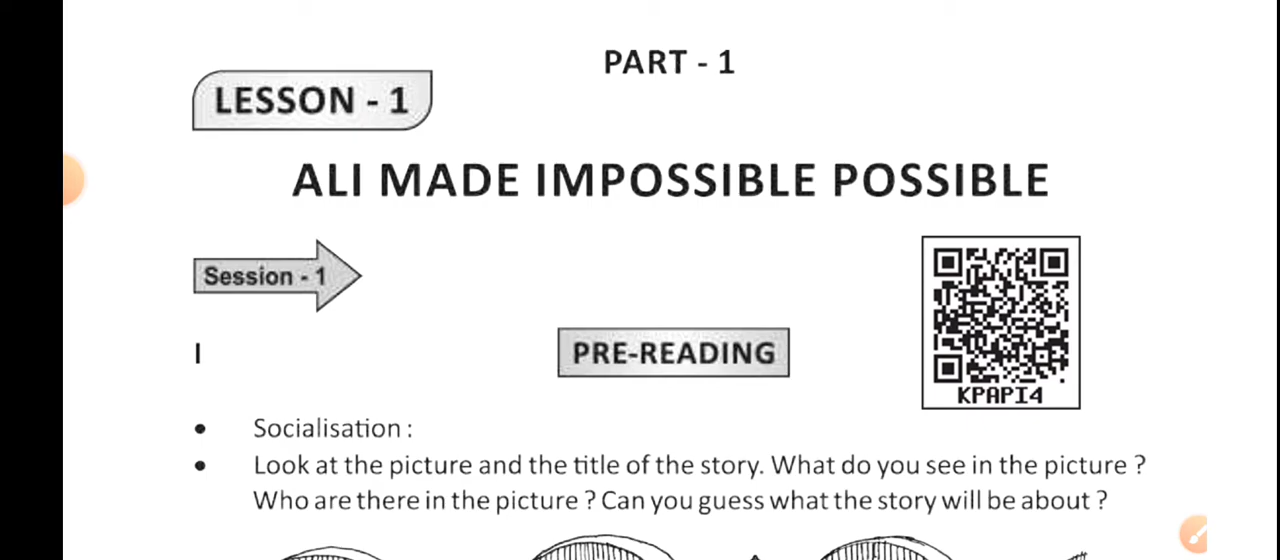 PART - 1
LESSON - 1
ALI MADE IMPOSSIBLE POSSIBLE
Session - 1
KPAPI4
I
PRE-READING
• Socialisation :
• Look at the picture and the title of the story. What do you see in the picture ?
Who are there in the picture ? Can you guess what the story will be about ?